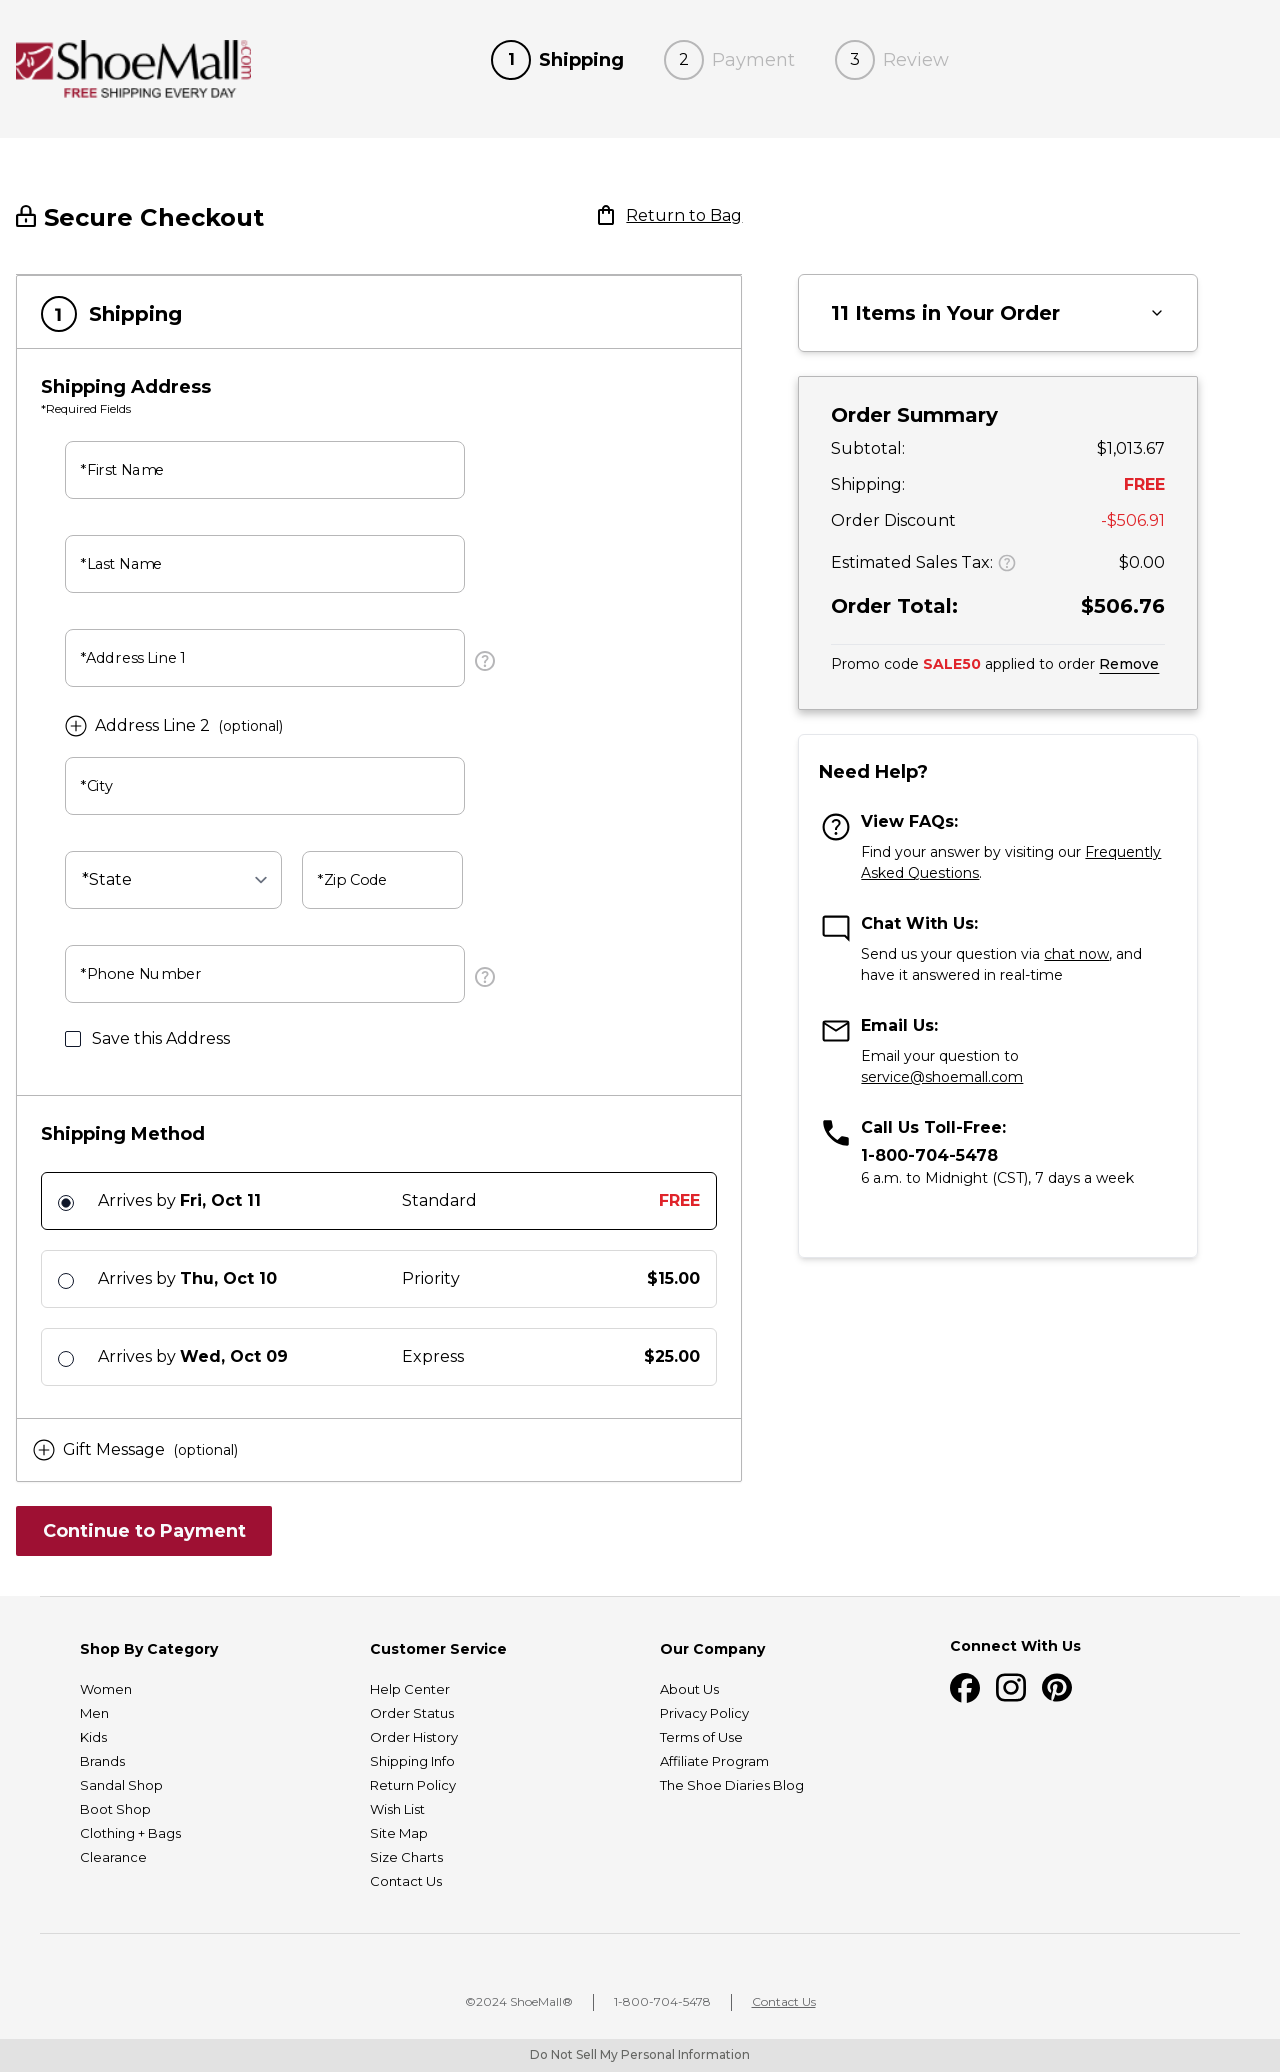 ShoeMall.com
FREE SHIPPING EVERY DAY
1 Shipping
2 Payment
3 Review
Secure Checkout
Return to Bag
1 Shipping
Shipping Address
*Required Fields
*First Name
*Last Name
*Address Line 1
Address Line 2 (optional)
*City
*State
*Zip Code
*Phone Number
Save this Address
Shipping Method
Arrives by Fri, Oct 11 Standard FREE
Arrives by Thu, Oct 10 Priority $15.00
Arrives by Wed, Oct 09 Express $25.00
Gift Message (optional)
Continue to Payment
11 Items in Your Order
Order Summary
Subtotal: $1,013.67
Shipping: FREE
Order Discount -$506.91
Estimated Sales Tax: $0.00
Order Total: $506.76
Promo code SALE50 applied to order Remove
Need Help?
View FAQs:
Find your answer by visiting our Frequently
Asked Questions.
Chat With Us:
Send us your question via chat now, and
have it answered in real-time
Email Us:
Email your question to
service@shoemall.com
Call Us Toll-Free:
1-800-704-5478
6 a.m. to Midnight (CST), 7 days a week
Shop By Category
Women
Men
Kids
Brands
Sandal Shop
Boot Shop
Clothing + Bags
Clearance
Customer Service
Help Center
Order Status
Order History
Shipping Info
Return Policy
Wish List
Site Map
Size Charts
Contact Us
Our Company
About Us
Privacy Policy
Terms of Use
Affiliate Program
The Shoe Diaries Blog
Connect With Us
©2024 ShoeMall® 1-800-704-5478 Contact Us
Do Not Sell My Personal Information